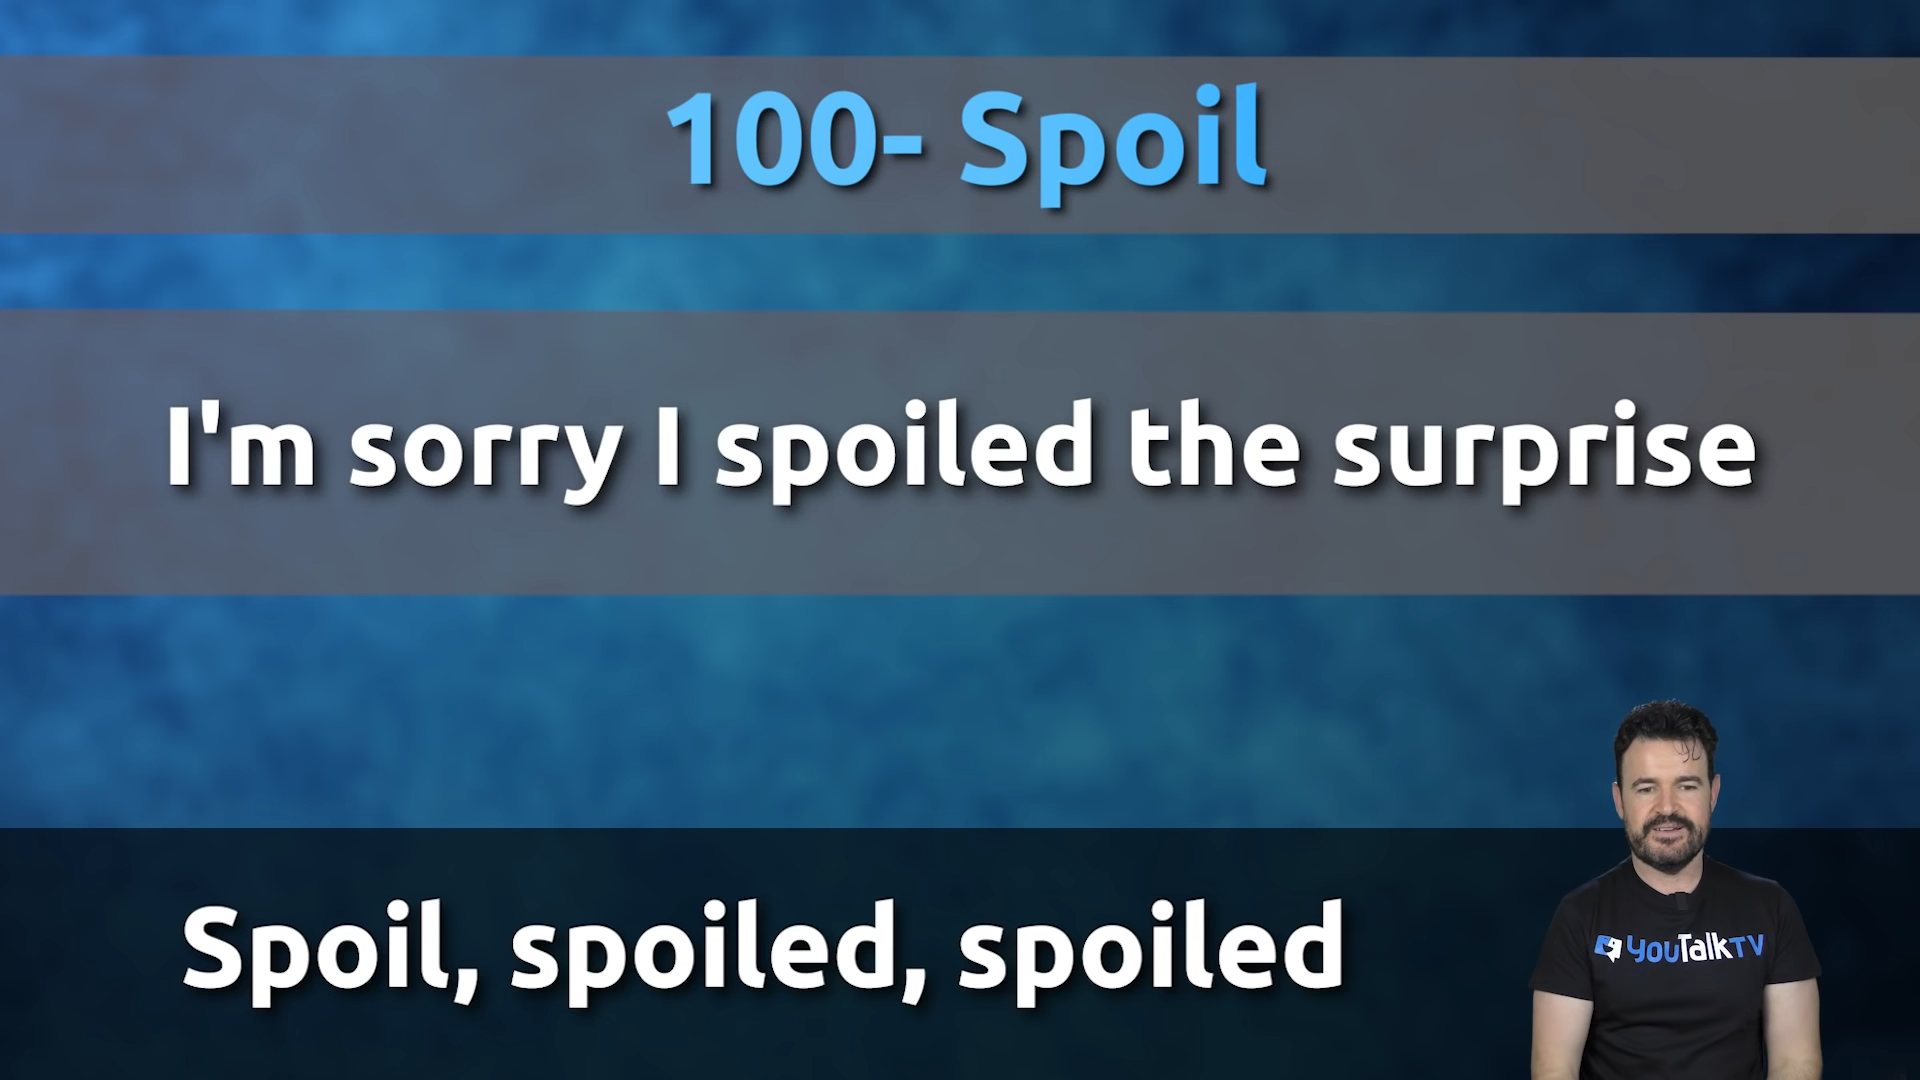 100- Spoil
I'm sorry I spoiled the surprise
Spoil, spoiled, spoiled
YouTalkTV